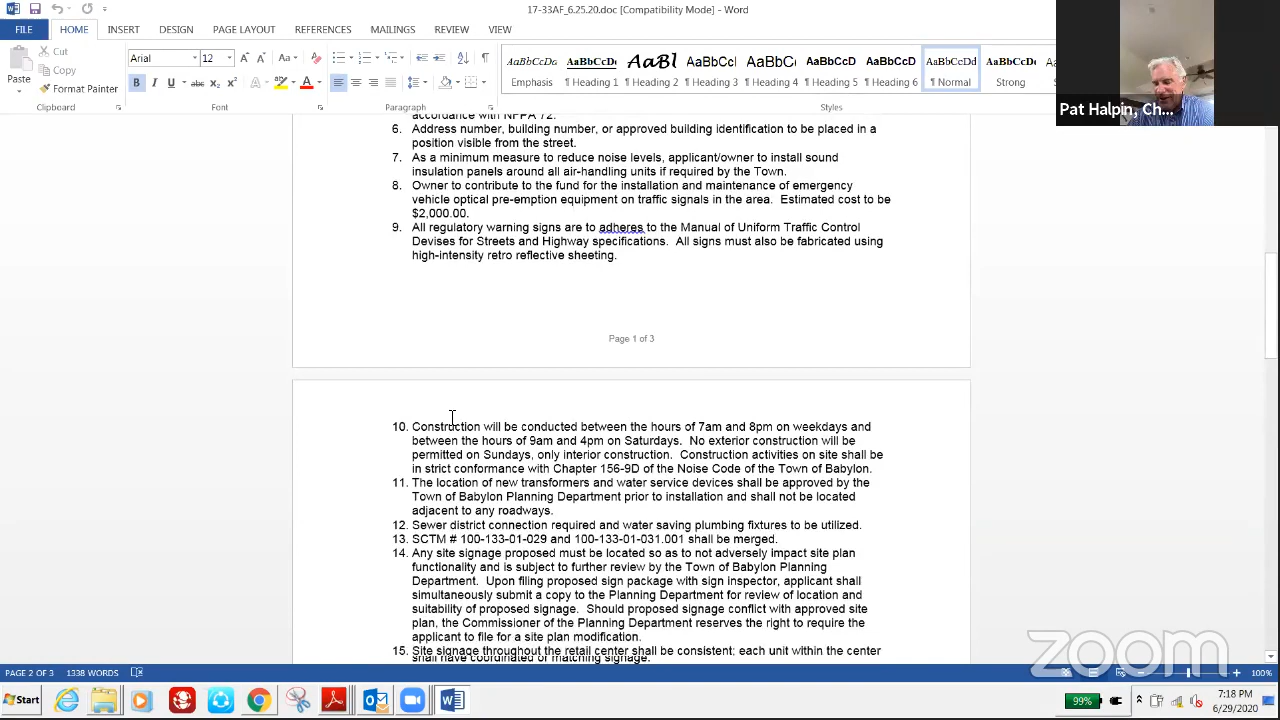 17-33AF_6.25.20.doc [Compatibility Mode] - Word
FILE HOME INSERT DESIGN PAGE LAYOUT REFERENCES MAILINGS REVIEW VIEW
Paste
Cut
Copy
Format Painter
Clipboard
Arial 12
Font
Paragraph
AaBbCcDa AaBbCcDc AaBl AaBbCcI AaBbCcI AaBbCcD AaBbCcD AaBbCcDd AaBbCcDc
Emphasis ¶ Heading 1 ¶ Heading 2 ¶ Heading 3 ¶ Heading 4 ¶ Heading 5 ¶ Heading 6 ¶ Normal Strong
Styles
Pat Halpin, Ch...
accordance with NFPA 72.
6. Address number, building number, or approved building identification to be placed in a
position visible from the street.
7. As a minimum measure to reduce noise levels, applicant/owner to install sound
insulation panels around all air-handling units if required by the Town.
8. Owner to contribute to the fund for the installation and maintenance of emergency
vehicle optical pre-emption equipment on traffic signals in the area. Estimated cost to be
$2,000.00.
9. All regulatory warning signs are to adheres to the Manual of Uniform Traffic Control
Devises for Streets and Highway specifications. All signs must also be fabricated using
high-intensity retro reflective sheeting.
Page 1 of 3
10. Construction will be conducted between the hours of 7am and 8pm on weekdays and
between the hours of 9am and 4pm on Saturdays. No exterior construction will be
permitted on Sundays, only interior construction. Construction activities on site shall be
in strict conformance with Chapter 156-9D of the Noise Code of the Town of Babylon.
11. The location of new transformers and water service devices shall be approved by the
Town of Babylon Planning Department prior to installation and shall not be located
adjacent to any roadways.
12. Sewer district connection required and water saving plumbing fixtures to be utilized.
13. SCTM # 100-133-01-029 and 100-133-01-031.001 shall be merged.
14. Any site signage proposed must be located so as to not adversely impact site plan
functionality and is subject to further review by the Town of Babylon Planning
Department. Upon filing proposed sign package with sign inspector, applicant shall
simultaneously submit a copy to the Planning Department for review of location and
suitability of proposed signage. Should proposed signage conflict with approved site
plan, the Commissioner of the Planning Department reserves the right to require the
applicant to file for a site plan modification.
15. Site signage throughout the retail center shall be consistent; each unit within the center
shall have coordinated or matching signage.
zoom
PAGE 2 OF 3 1338 WORDS 100%
Start 99% 7:18 PM
6/29/2020